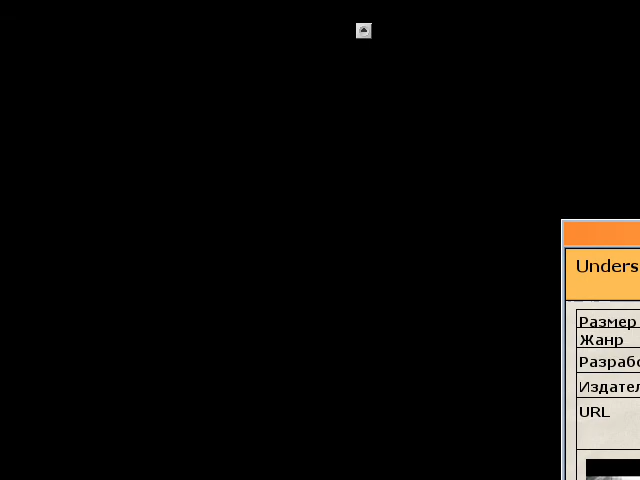 Unders
Размер
Жанр
Разрабо
Издател
URL